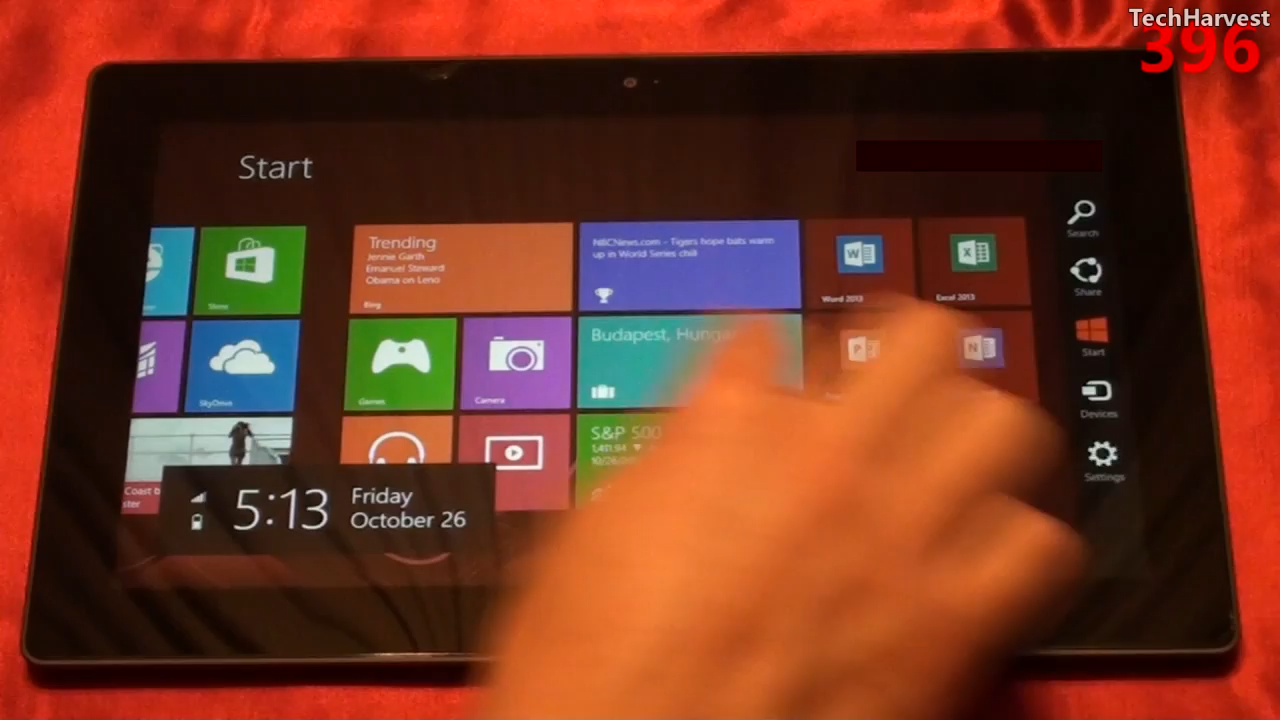 TechHarvest
396
Start
Search
Share
Start
Devices
Settings
Store
Trending
Jennie Garth
Emanuel Steward
Obama on Leno
Bing
NBCNews.com - Tigers hope bats warm
up in World Series chill
Word 2013
Excel 2013
SkyDrive
Games
Camera
Budapest,
S&P 500
Coast
5:13
Friday
October 26